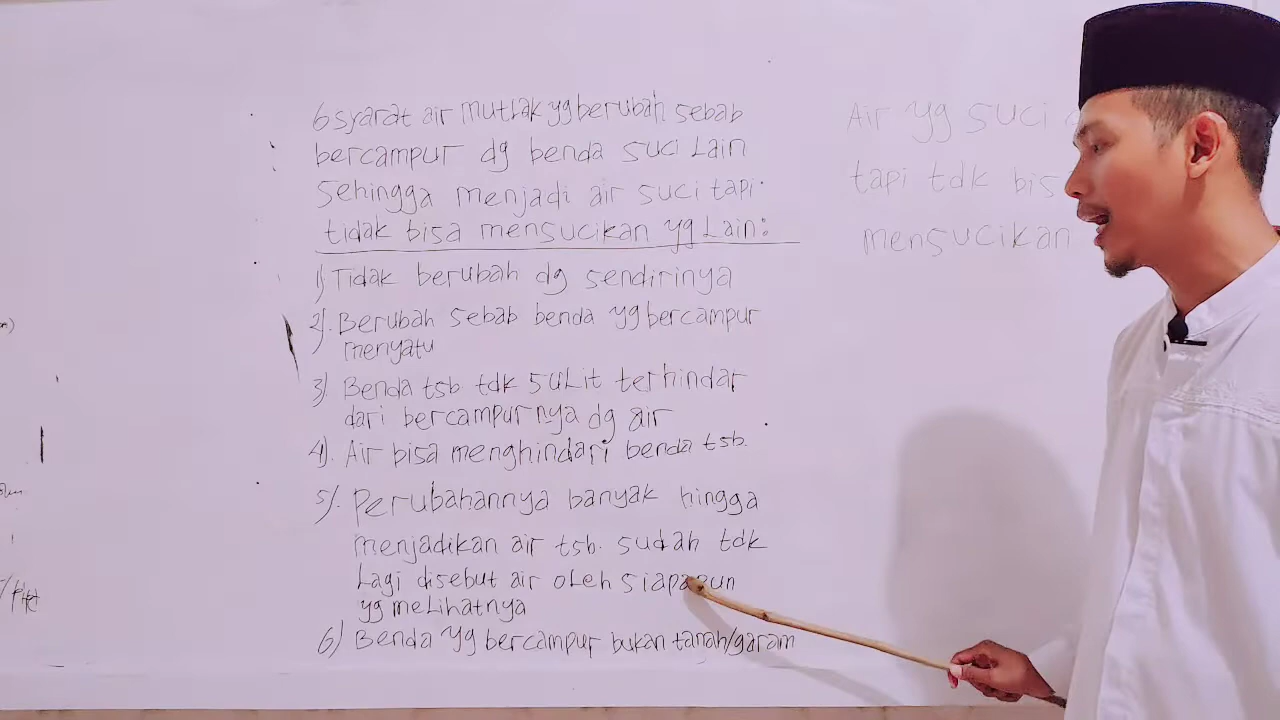 6 syarat air mutlak yg berubah sebab
bercampur dg benda suci Lain
sehingga menjadi air suci tapi
tidak bisa mensucikan yg Lain:
1) Tidak berubah dg sendirinya
2). Berubah sebab benda yg bercampur
menyatu
3) Benda tsb tdk sulit terhindar
dari bercampurnya dg air
4). Air bisa menghindari benda tsb.
5). Perubahannya banyak hingga
menjadikan air tsb. sudah tdk
Lagi disebut air oleh siapapun
yg meLihatnya
6) Benda yg bercampur bukan tanah/garam
Air yg suci
tapi tdk bis
mensucikan